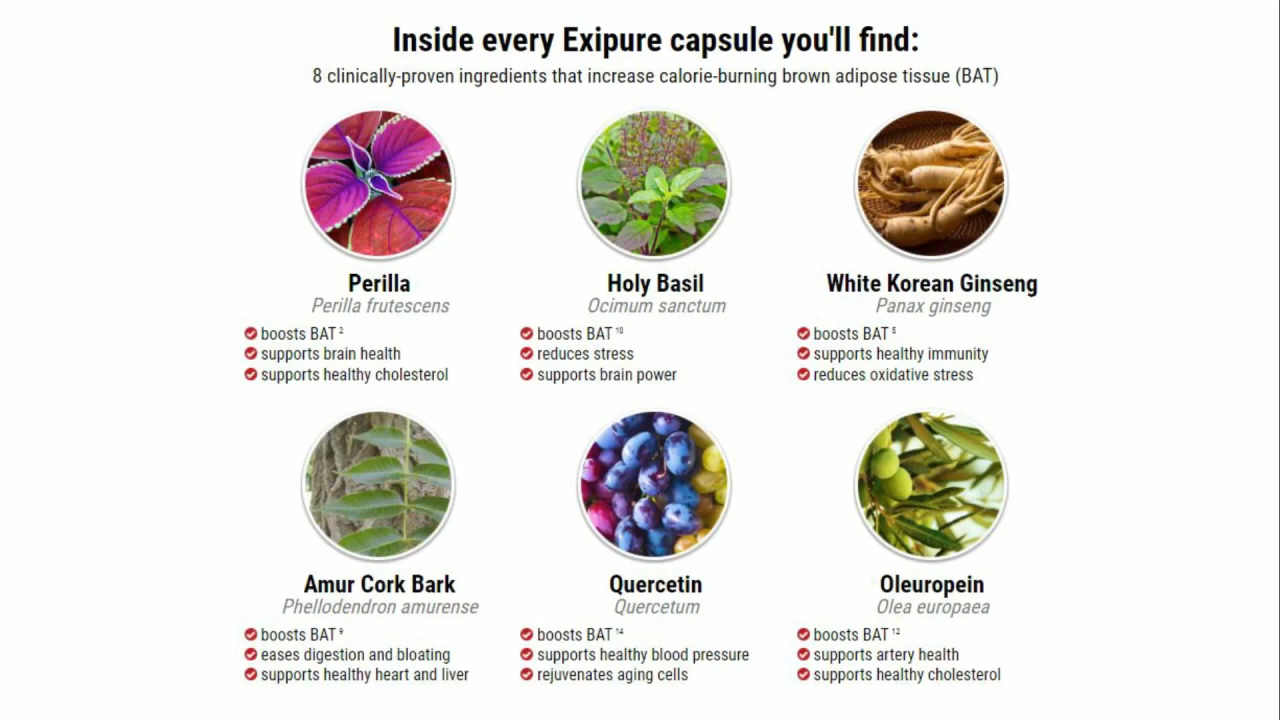 Inside every Exipure capsule you'll find:
8 clinically-proven ingredients that increase calorie-burning brown adipose tissue (BAT)
Perilla
Perilla frutescens
boosts BAT 2
supports brain health
supports healthy cholesterol
Holy Basil
Ocimum sanctum
boosts BAT 10
reduces stress
supports brain power
White Korean Ginseng
Panax ginseng
boosts BAT 5
supports healthy immunity
reduces oxidative stress
Amur Cork Bark
Phellodendron amurense
boosts BAT 9
eases digestion and bloating
supports healthy heart and liver
Quercetin
Quercetum
boosts BAT 14
supports healthy blood pressure
rejuvenates aging cells
Oleuropein
Olea europaea
boosts BAT 12
supports artery health
supports healthy cholesterol